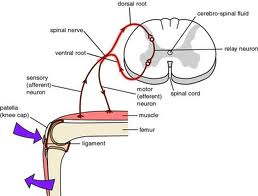 dorsal root
cerebro-spinal fluid
spinal nerve
ventral root
relay neuron
sensory
(afferent)
neuron
motor
(efferent)
neuron
spinal cord
patella
(knee cap)
muscle
femur
ligament